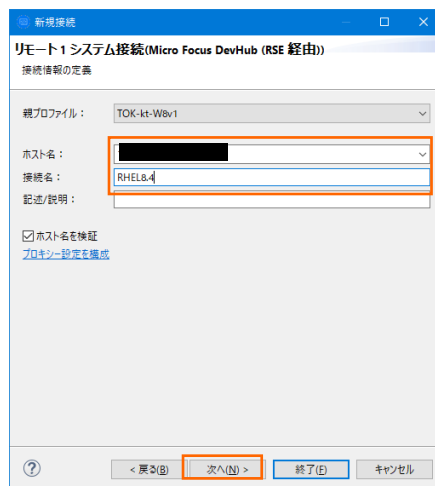 新規接続
リモート1 システム接続(Micro Focus DevHub (RSE 経由))
接続情報の定義
親プロファイル： TOK-kt-W8v1
ホスト名：
接続名： RHEL8.4
記述/説明：
ホスト名を検証
プロキシー設定を構成
< 戻る(B) 次へ(N) > 終了(F) キャンセル